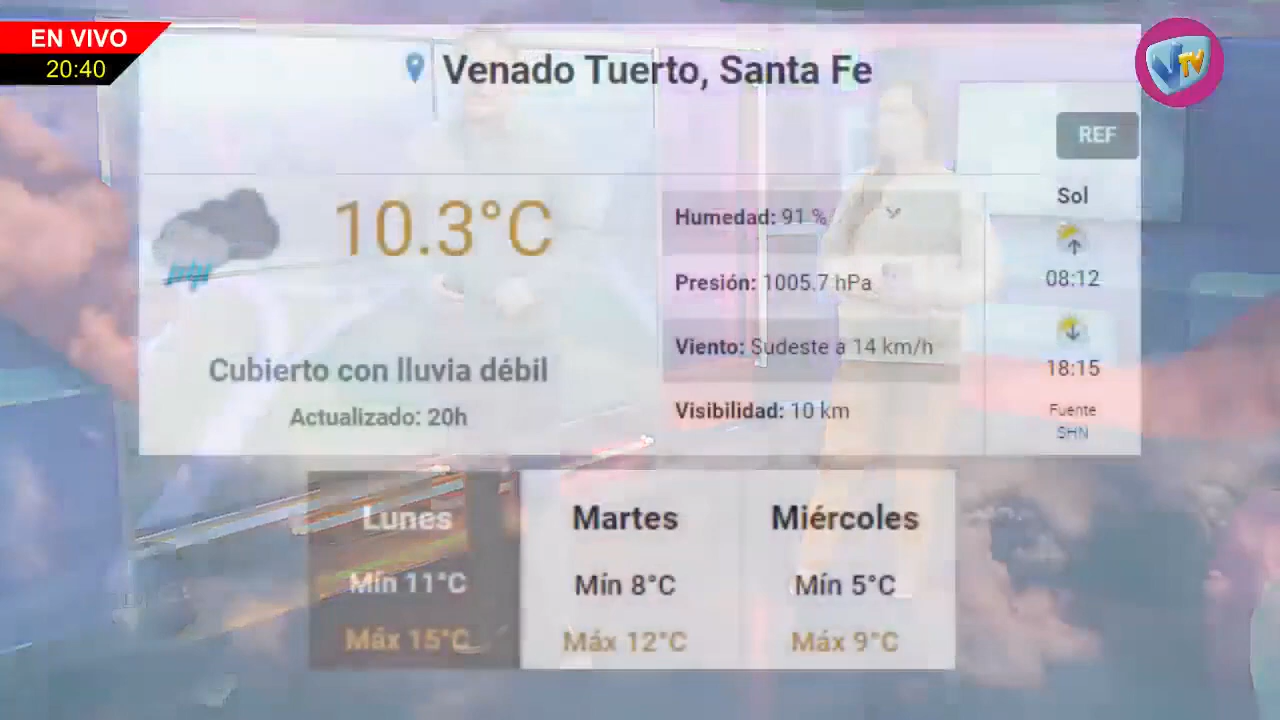 EN VIVO
20:40
Venado Tuerto, Santa Fe
VTV
REF
10.3°C
Cubierto con lluvia débil
Actualizado: 20h
Humedad: 91 %
Presión: 1005.7 hPa
Viento: Sudeste a 14 km/h
Visibilidad: 10 km
Sol
08:12
18:15
Fuente
SHN
Lunes
Mín 11°C
Máx 15°C
Martes
Mín 8°C
Máx 12°C
Miércoles
Mín 5°C
Máx 9°C